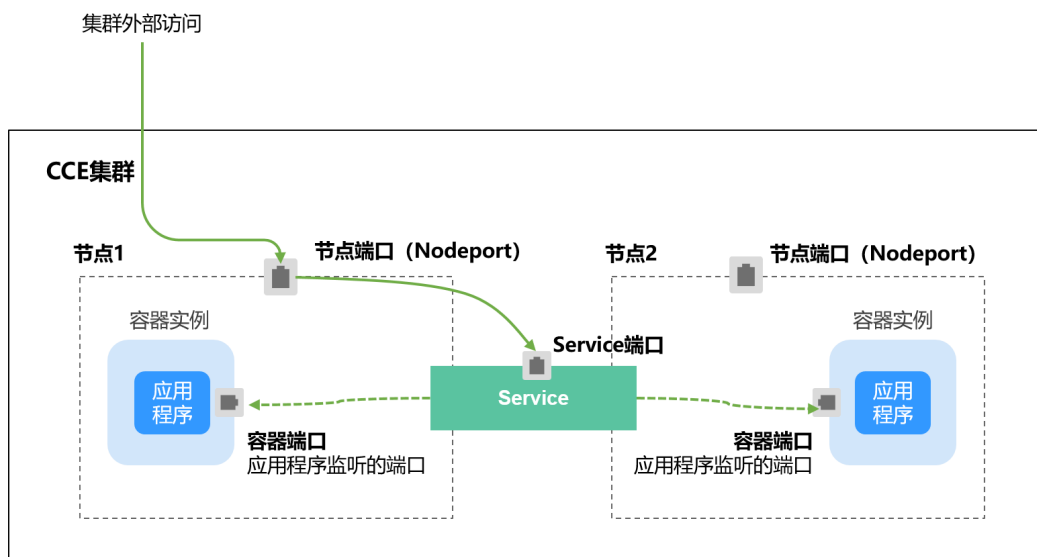 集群外部访问
CCE集群
节点1
节点端口（Nodeport）
节点2
节点端口（Nodeport）
容器实例
容器实例
Service端口
应用
程序
Service
应用
程序
容器端口
应用程序监听的端口
容器端口
应用程序监听的端口